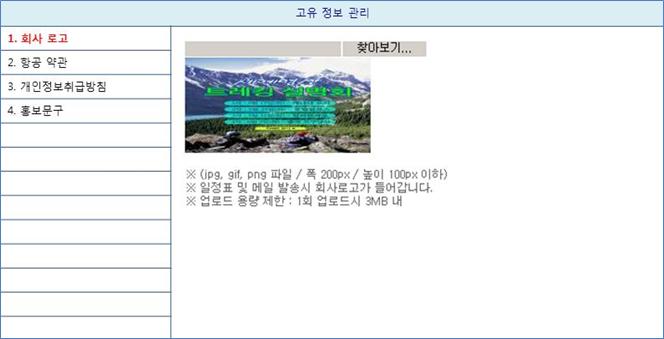 고유 정보 관리
1. 회사 로고
2. 항공 약관
3. 개인정보취급방침
4. 홍보문구
찾아보기...
트레킹 설명회
※ (jpg, gif, png 파일 / 폭 200px / 높이 100px 이하)
※ 일정표 및 메일 발송시 회사로고가 들어갑니다.
※ 업로드 용량 제한 : 1회 업로드시 3MB 내